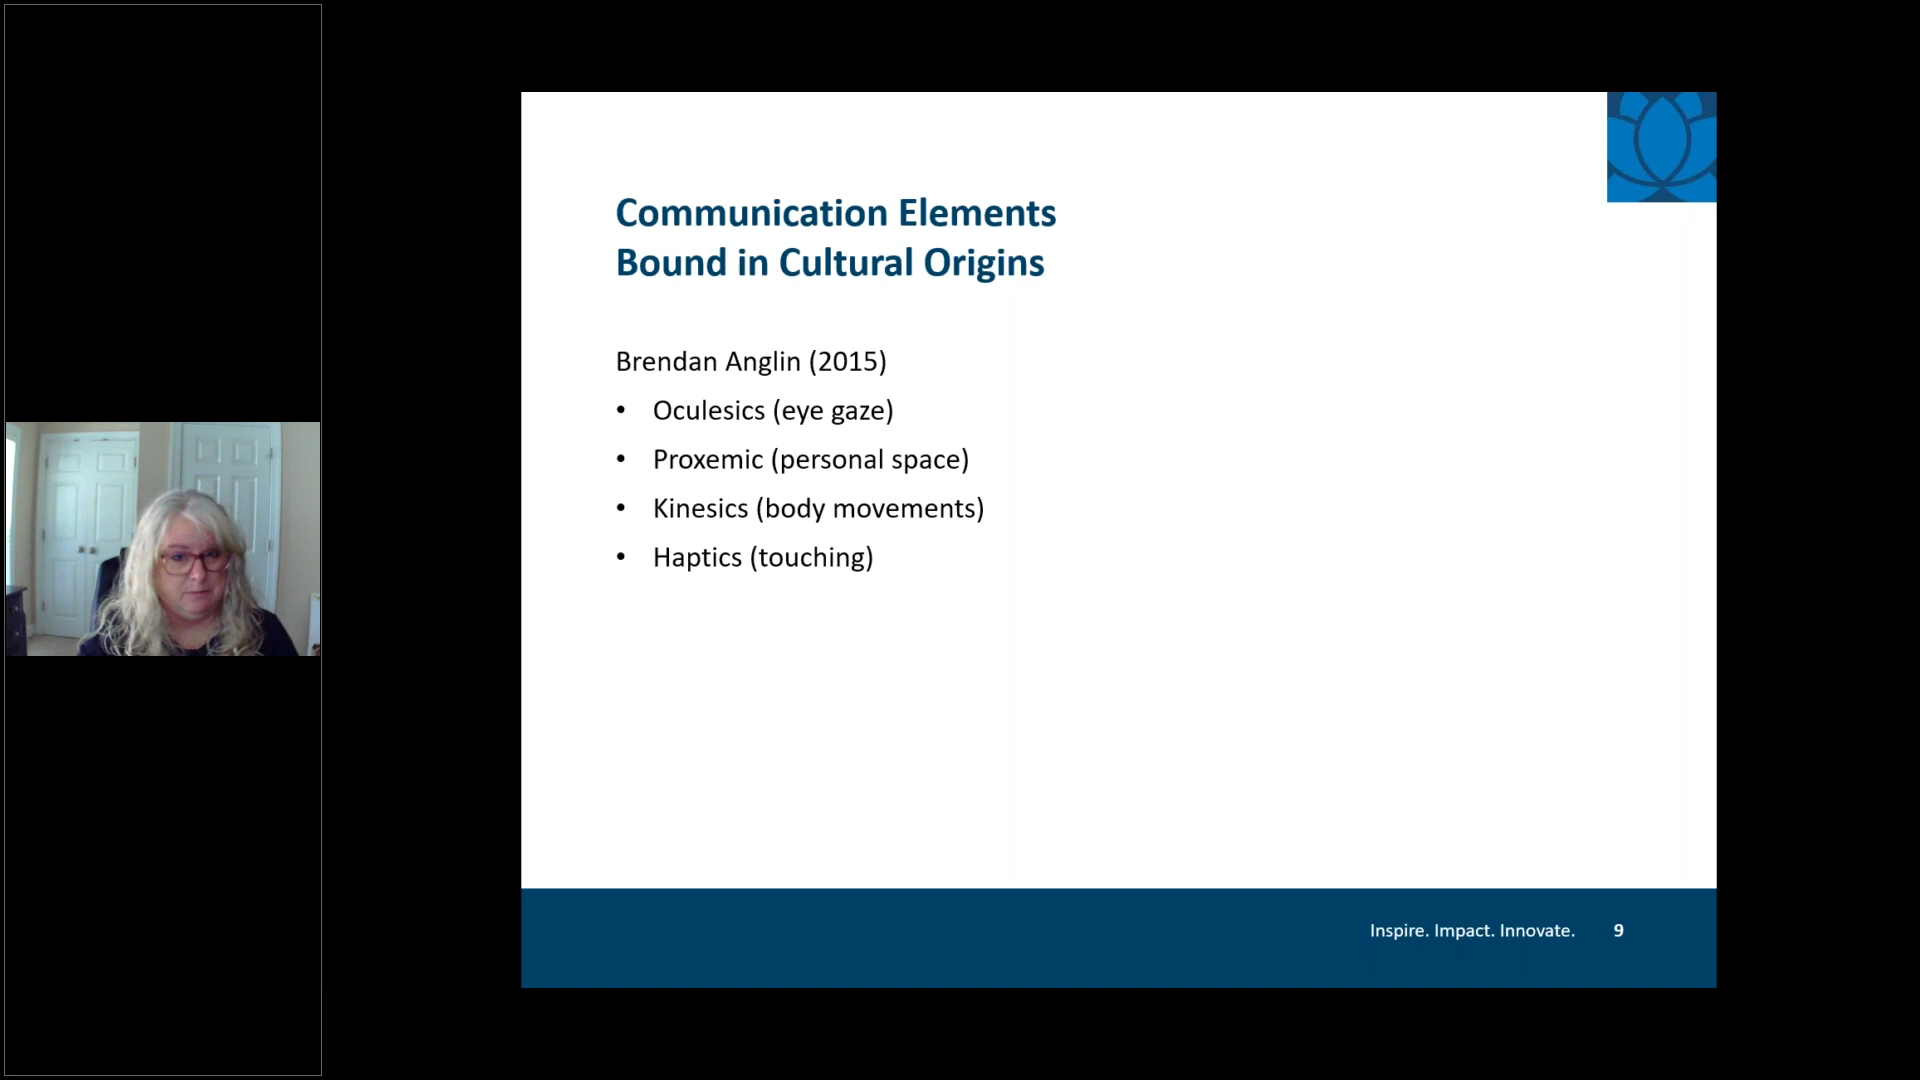 Communication Elements
Bound in Cultural Origins
Brendan Anglin (2015)
• Oculesics (eye gaze)
• Proxemic (personal space)
• Kinesics (body movements)
• Haptics (touching)
Inspire. Impact. Innovate. 9